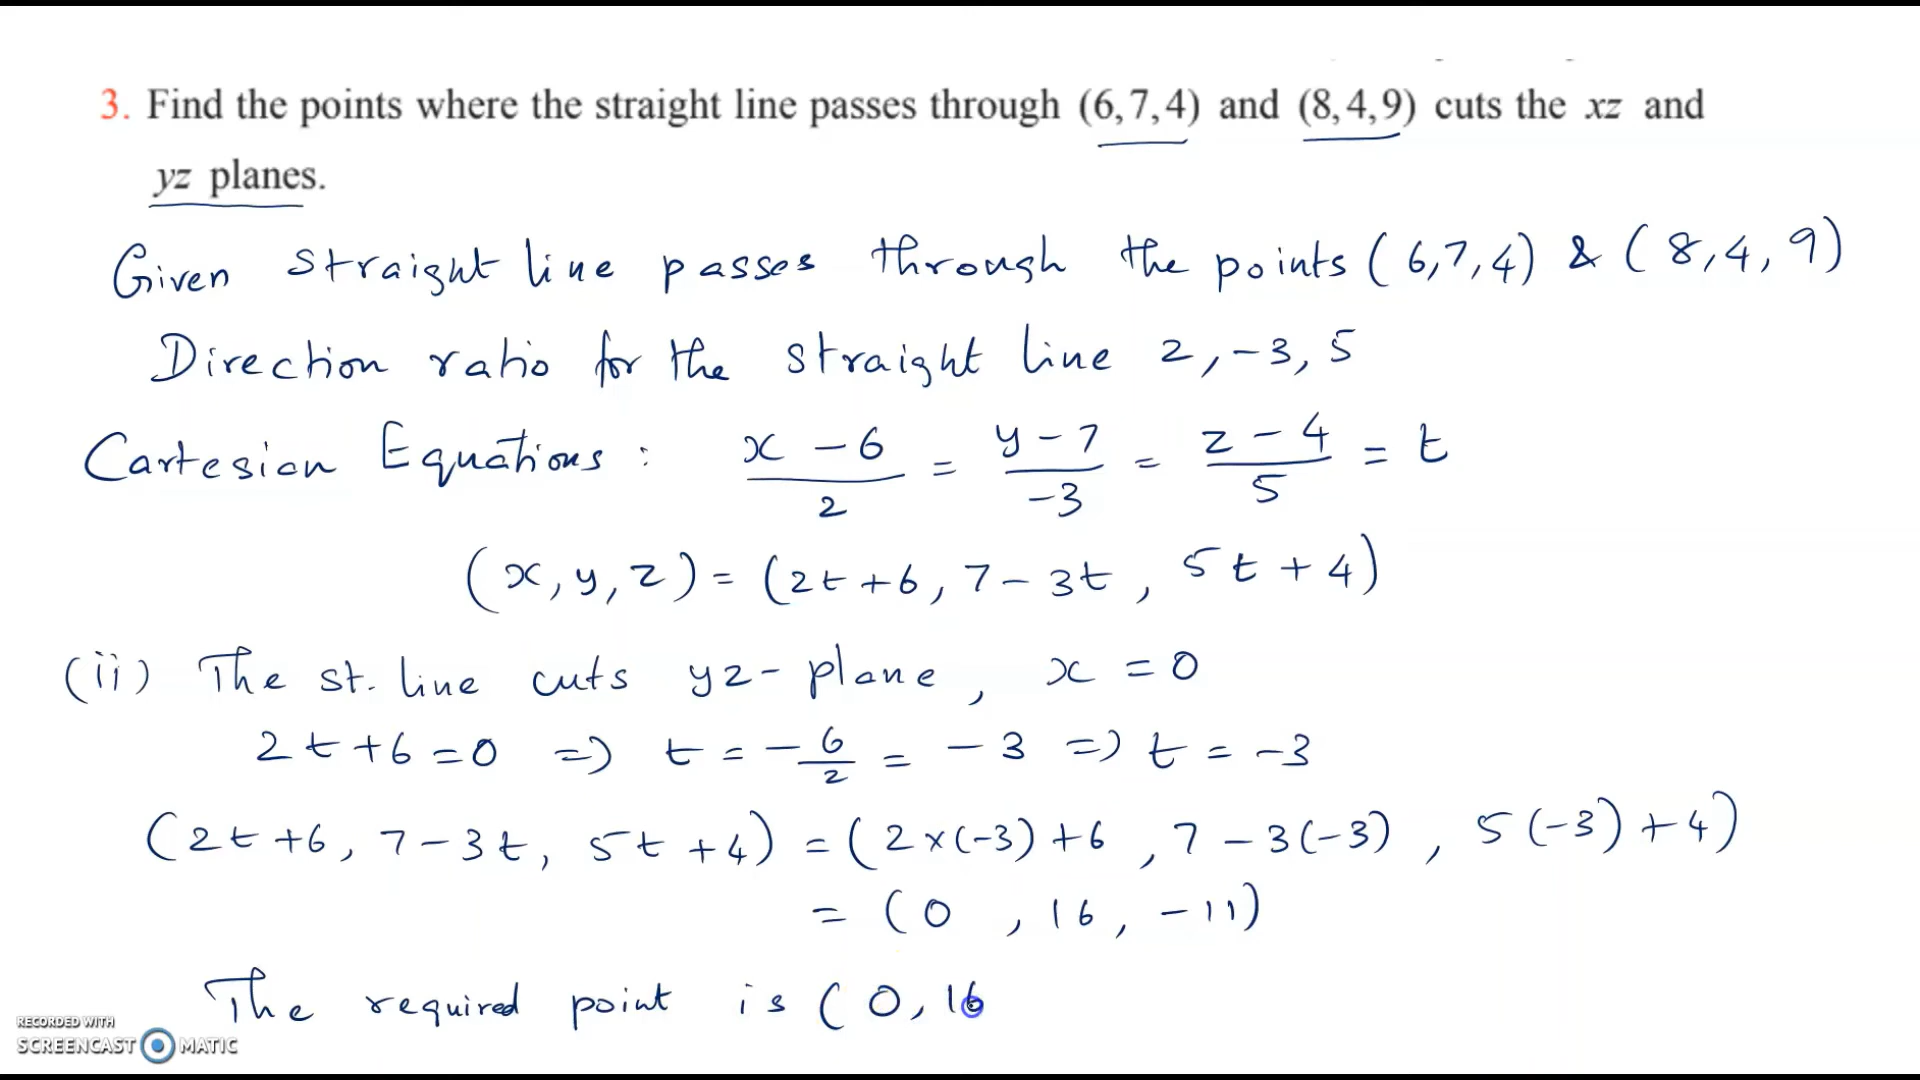 3. Find the points where the straight line passes through (6,7,4) and (8,4,9) cuts the xz and
yz planes.
Given straight line passes through the points (6,7,4) & (8,4,9)
Direction ratio for the straight line 2, -3, 5
Cartesian Equations : x - 6 / 2 = y - 7 / -3 = z - 4 / 5 = t
(x, y, z) = (2t + 6, 7 - 3t, 5t + 4)
(ii) The st. line cuts yz - plane, x = 0
2t + 6 = 0 => t = -6/2 = -3 => t = -3
(2t + 6, 7 - 3t, 5t + 4) = (2 × (-3) + 6, 7 - 3(-3), 5(-3) + 4)
= (0, 16, -11)
The required point is (0, 16
RECORDED WITH
SCREENCAST MATIC